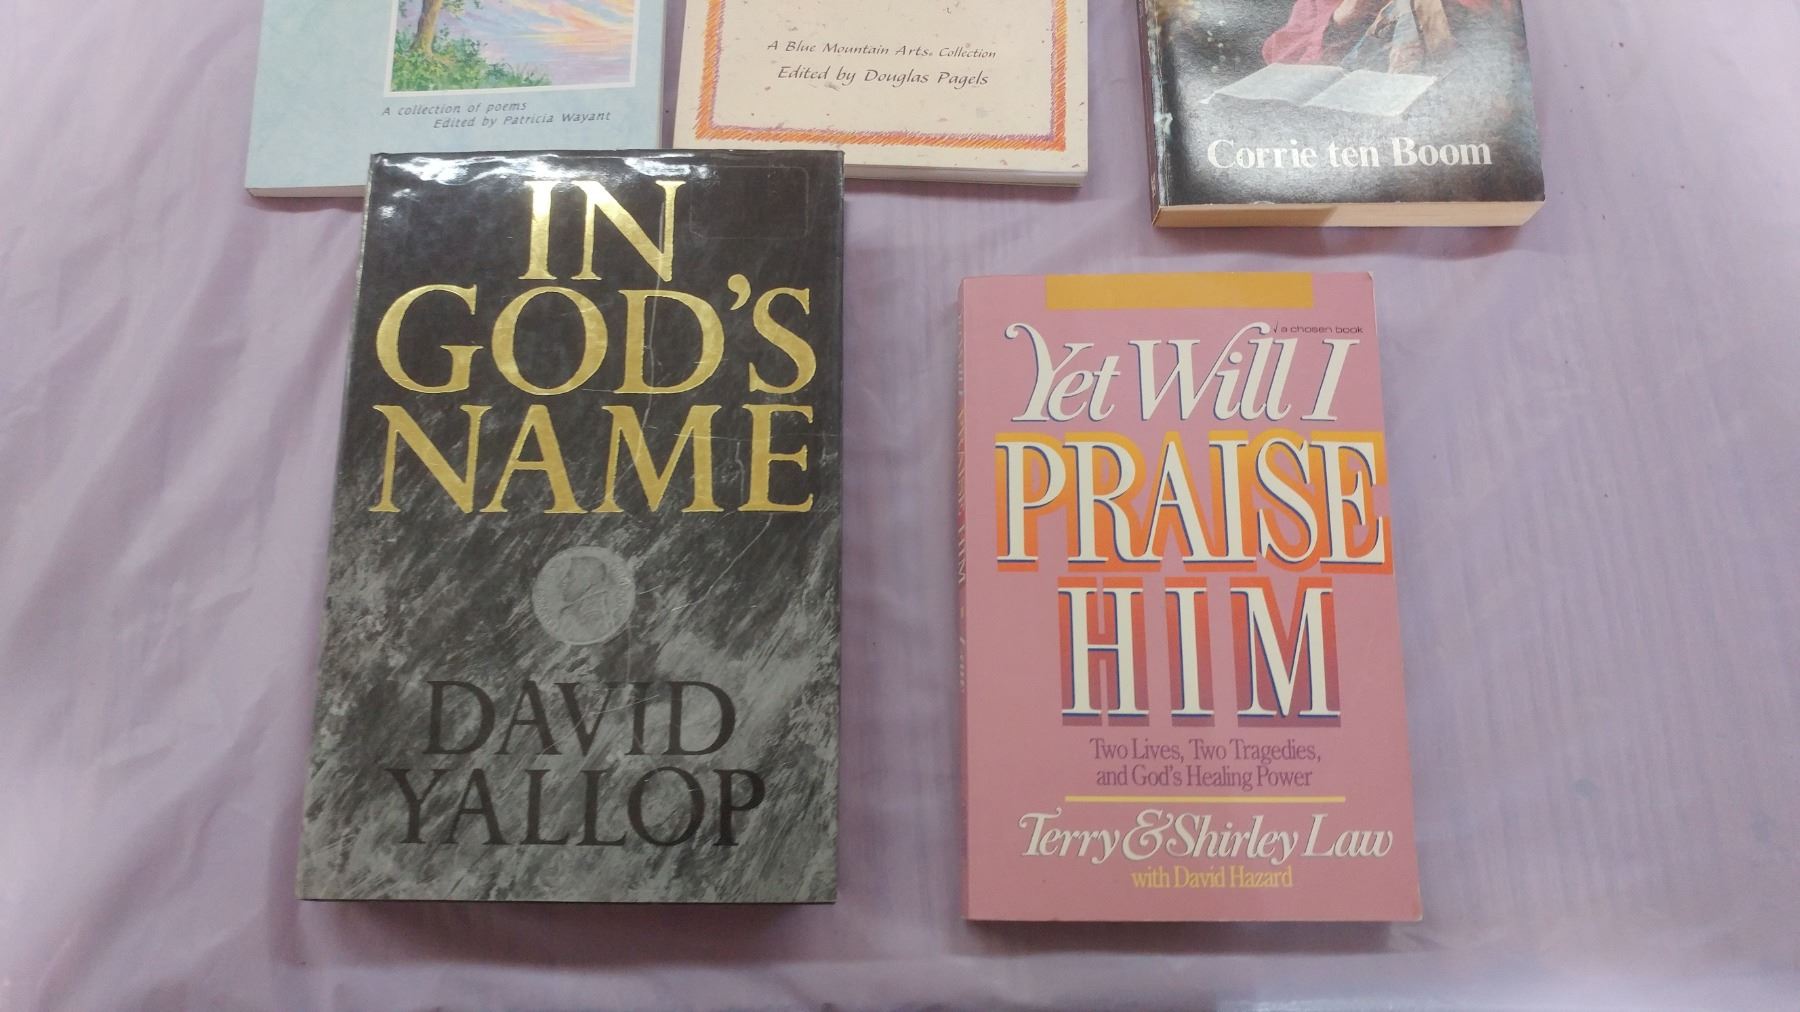 A collection of poems
Edited by Patricia Wayant
A Blue Mountain Arts® Collection
Edited by Douglas Pagels
Corrie ten Boom
IN
GOD'S
NAME
DAVID
YALLOP
a chosen book
Yet Will I
PRAISE
HIM
Two Lives, Two Tragedies,
and God's Healing Power
Terry & Shirley Law
with David Hazard